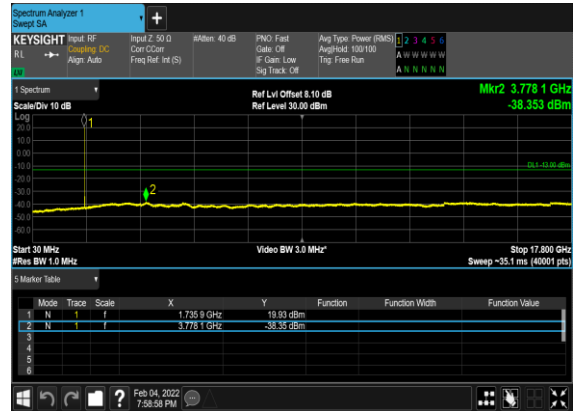 Spectrum Analyzer 1
Swept SA
+
KEYSIGHT Input: RF Input Z: 50 Ω #Atten: 40 dB PNO: Fast Avg Type: Power (RMS) 1 2 3 4 5 6
RL Coupling: DC Corr CCorr Gate: Off Avg|Hold: 100/100 A W W W W W
Align: Auto Freq Ref: Int (S) IF Gain: Low Trig: Free Run
LW Sig Track: Off A N N N N N
1 Spectrum Ref Lvl Offset 8.10 dB Mkr2 3.778 1 GHz
Scale/Div 10 dB Ref Level 30.00 dBm -38.353 dBm
Log
1
20.0
10.0
0.00
-10.0
DL1 -13.00 dBm
-20.0
2
-30.0
-40.0
-50.0
-60.0
Start 30 MHz Video BW 3.0 MHz* Stop 17.800 GHz
#Res BW 1.0 MHz Sweep ~35.1 ms (40001 pts)
5 Marker Table
Mode Trace Scale X Y Function Function Width Function Value
1 N 1 f 1.735 9 GHz 19.93 dBm
2 N 1 f 3.778 1 GHz -38.35 dBm
3
4
5
6
? Feb 04, 2022
7:58:58 PM